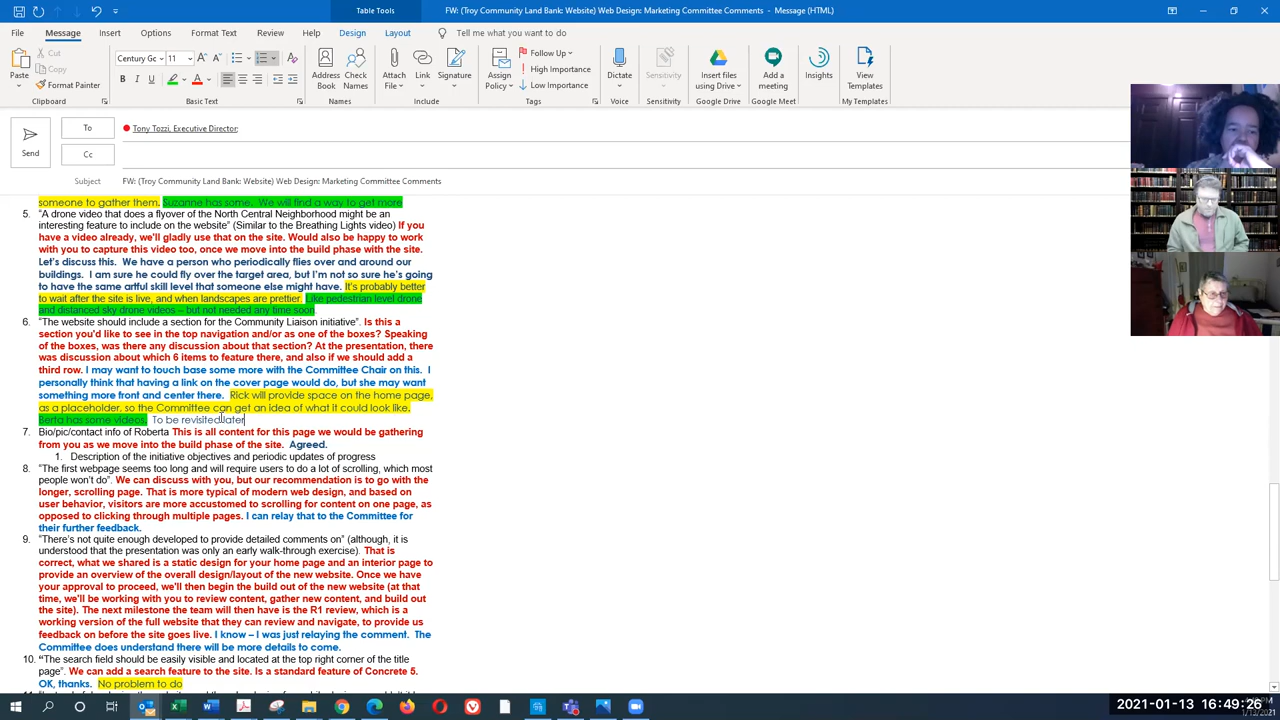 Table Tools
FW: (Troy Community Land Bank: Website) Web Design: Marketing Committee Comments - Message (HTML)
File Message Insert Options Format Text Review Help Design Layout Tell me what you want to do
Paste
Cut
Copy
Format Painter
Century Gc 11
B I U
Address Book
Check Names
Attach File
Link
Signature
Assign Policy
Follow Up
High Importance
Low Importance
Dictate
Sensitivity
Insert files using Drive
Add a meeting
Insights
View Templates
Clipboard Basic Text Names Include Tags Voice Sensitivity Google Drive Google Meet My Templates
Send
To
Tony Tozzi, Executive Director;
Cc
Subject
FW: (Troy Community Land Bank: Website) Web Design: Marketing Committee Comments
someone to gather them. Suzanne has some. We will find a way to get more
5. "A drone video that does a flyover of the North Central Neighborhood might be an
interesting feature to include on the website" (Similar to the Breathing Lights video) If you
have a video already, we'll gladly use that on the site. Would also be happy to work
with you to capture this video too, once we move into the build phase with the site.
Let's discuss this. We have a person who periodically flies over and around our
buildings. I am sure he could fly over the target area, but I'm not so sure he's going
to have the same artful skill level that someone else might have. It's probably better
to wait after the site is live, and when landscapes are prettier. Like pedestrian level drone
and distanced sky drone videos – but not needed any time soon.
6. "The website should include a section for the Community Liaison initiative". Is this a
section you'd like to see in the top navigation and/or as one of the boxes? Speaking
of the boxes, was there any discussion about that section? At the presentation, there
was discussion about which 6 items to feature there, and also if we should add a
third row. I may want to touch base some more with the Committee Chair on this. I
personally think that having a link on the cover page would do, but she may want
something more front and center there. Rick will provide space on the home page,
as a placeholder, so the Committee can get an idea of what it could look like.
Berta has some videos. To be revisited later
7. Bio/pic/contact info of Roberta This is all content for this page we would be gathering
from you as we move into the build phase of the site. Agreed.
1. Description of the initiative objectives and periodic updates of progress
8. "The first webpage seems too long and will require users to do a lot of scrolling, which most
people won't do". We can discuss with you, but our recommendation is to go with the
longer, scrolling page. That is more typical of modern web design, and based on
user behavior, visitors are more accustomed to scrolling for content on one page, as
opposed to clicking through multiple pages. I can relay that to the Committee for
their further feedback.
9. "There's not quite enough developed to provide detailed comments on" (although, it is
understood that the presentation was only an early walk-through exercise). That is
correct, what we shared is a static design for your home page and an interior page to
provide an overview of the overall design/layout of the new website. Once we have
your approval to proceed, we'll then begin the build out of the new website (at that
time, we'll be working with you to review content, gather new content, and build out
the site). The next milestone the team will then have is the R1 review, which is a
working version of the full website that they can review and navigate, to provide us
feedback on before the site goes live. I know – I was just relaying the comment. The
Committee does understand there will be more details to come.
10. "The search field should be easily visible and located at the top right corner of the title
page". We can add a search feature to the site. Is a standard feature of Concrete 5.
OK, thanks. No problem to do
2021-01-13 16:49:26
1/13/2021